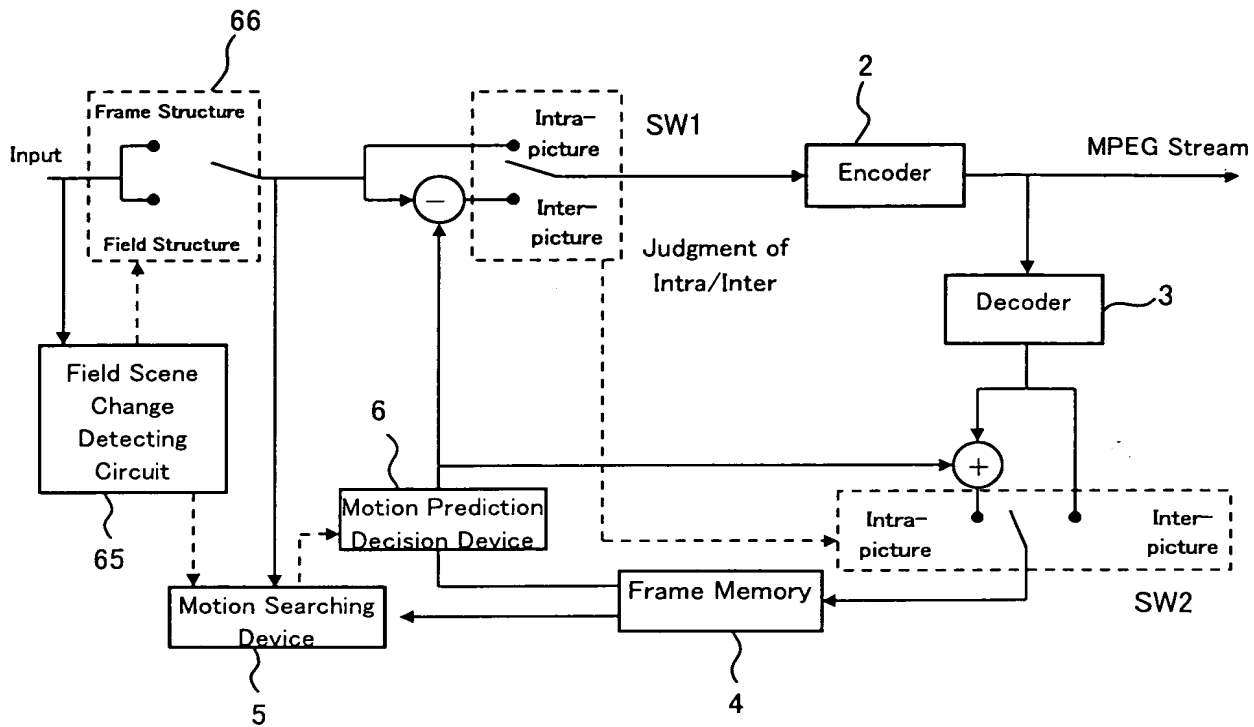 66
Frame Structure
Input
Field Structure
Intra-
picture
SW1
Inter-
picture
Judgment of
Intra/Inter
2
Encoder
MPEG Stream
Decoder
3
Field Scene
Change
Detecting
Circuit
65
6
Motion Prediction
Decision Device
−
+
Intra-
picture
Inter-
picture
SW2
Motion Searching
Device
5
Frame Memory
4